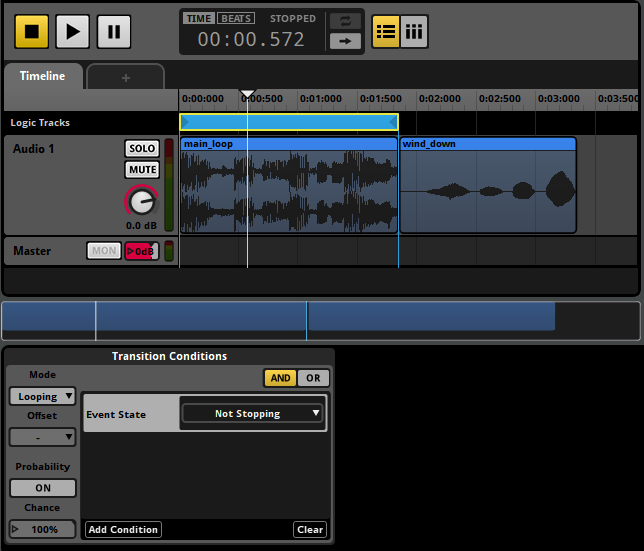 TIME BEATS STOPPED
00:00.572
Timeline +
0:00:000 0:00:500 0:01:000 0:01:500 0:02:000 0:02:500 0:03:000 0:03:500
Logic Tracks
Audio 1 SOLO main_loop wind_down
MUTE
0.0 dB
Master MON 0dB
Transition Conditions
Mode AND OR
Looping Event State Not Stopping
Offset
-
Probability
ON
Chance
100% Add Condition Clear